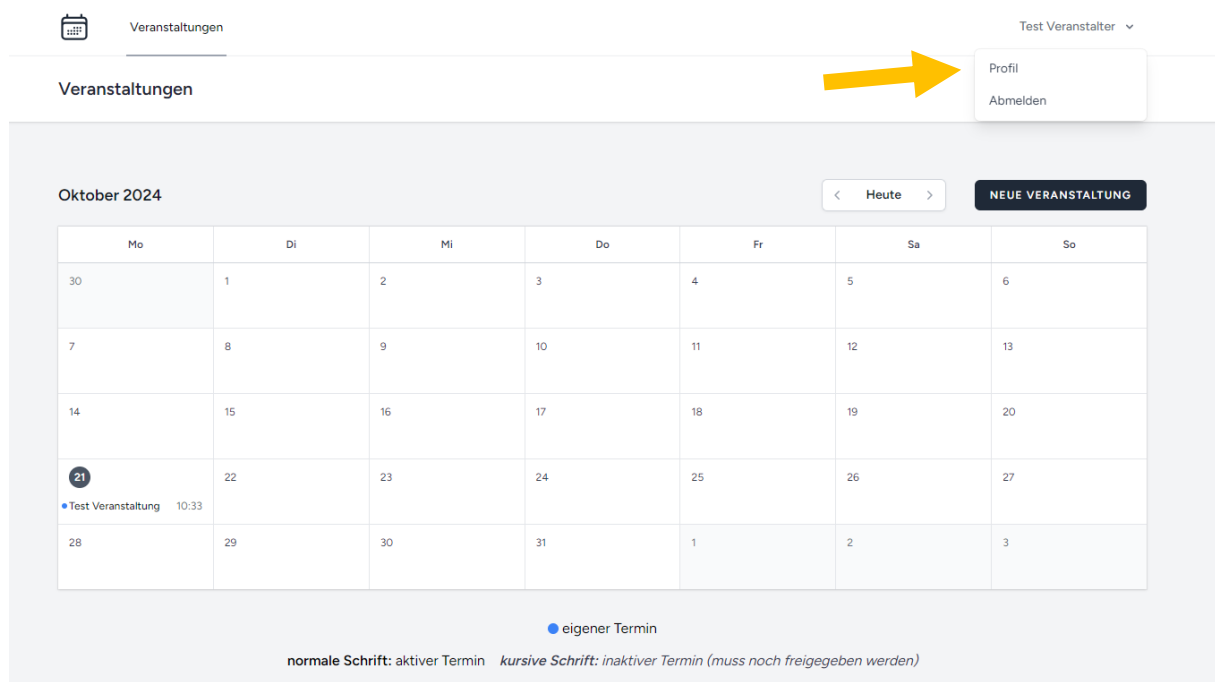 Veranstaltungen
Test Veranstalter
Profil
Abmelden
Veranstaltungen
Oktober 2024
Heute
NEUE VERANSTALTUNG
Mo Di Mi Do Fr Sa So
30 1 2 3 4 5 6
7 8 9 10 11 12 13
14 15 16 17 18 19 20
21 22 23 24 25 26 27
Test Veranstaltung 10:33
28 29 30 31 1 2 3
eigener Termin
normale Schrift: aktiver Termin kursive Schrift: inaktiver Termin (muss noch freigegeben werden)